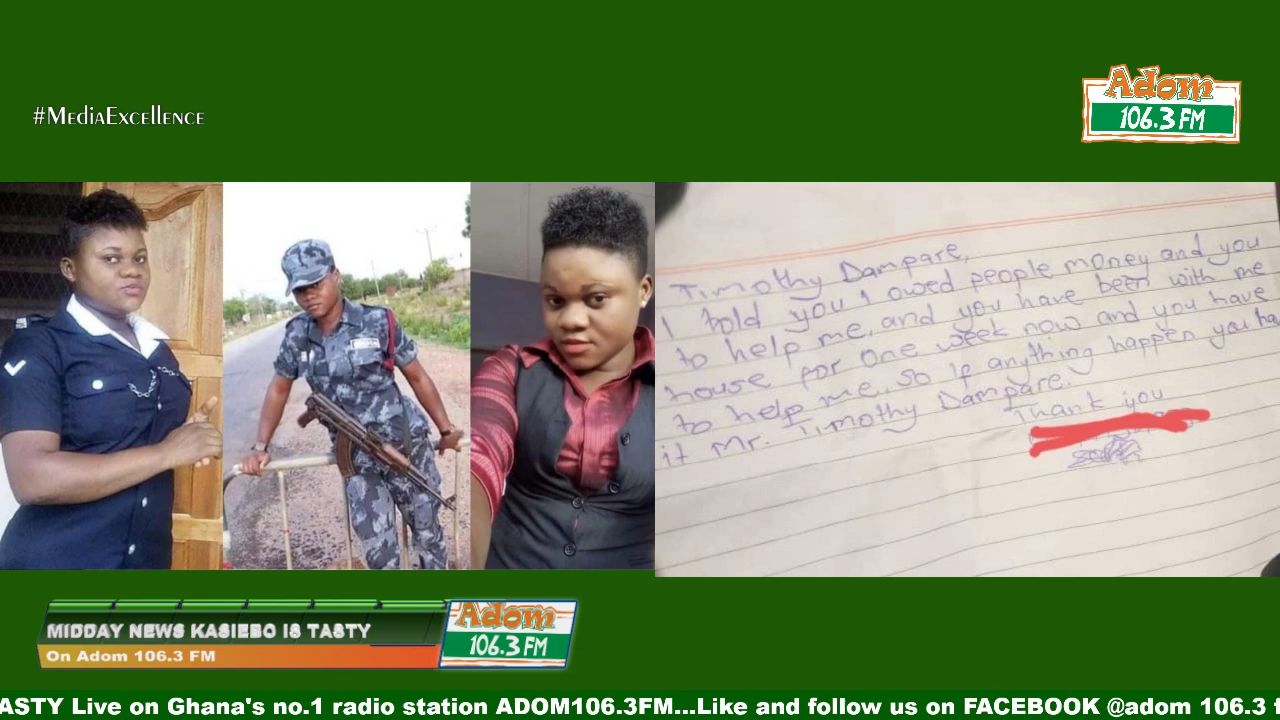 #MediaExcellence
Adom
106.3 FM
Timothy Dampare,
I told you I owed people money and you
to help me, and you have been with me
house for one week now and you have
to help me, so if anything happen you ha
it Mr. Timothy Dampare.
Thank you
MIDDAY NEWS KASIEBO IS TASTY
On Adom 106.3 FM
Adom
106.3 FM
ASTY Live on Ghana's no.1 radio station ADOM106.3FM...Like and follow us on FACEBOOK @adom 106.3 f